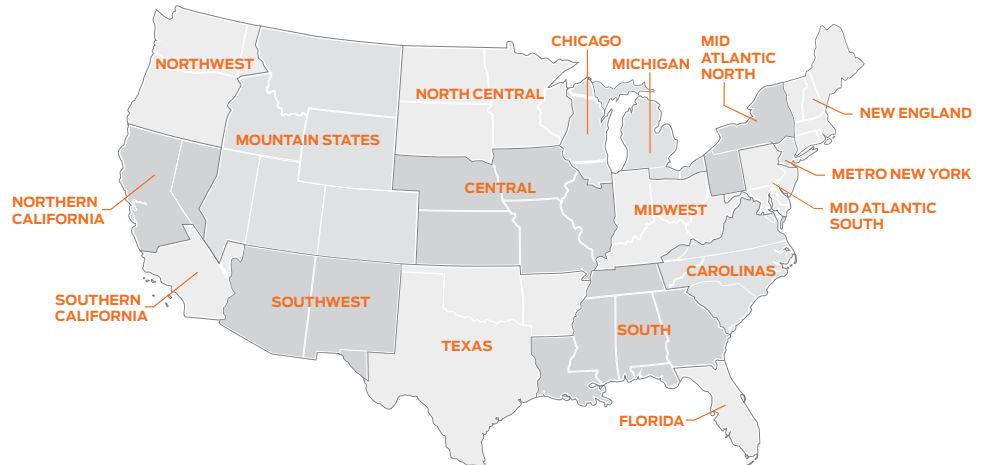 CHICAGO
MID
ATLANTIC
NORTH
MICHIGAN
NORTHWEST
NORTH CENTRAL
NEW ENGLAND
MOUNTAIN STATES
METRO NEW YORK
CENTRAL
NORTHERN
CALIFORNIA
MIDWEST
MID ATLANTIC
SOUTH
CAROLINAS
SOUTHERN
CALIFORNIA
SOUTHWEST
SOUTH
TEXAS
FLORIDA